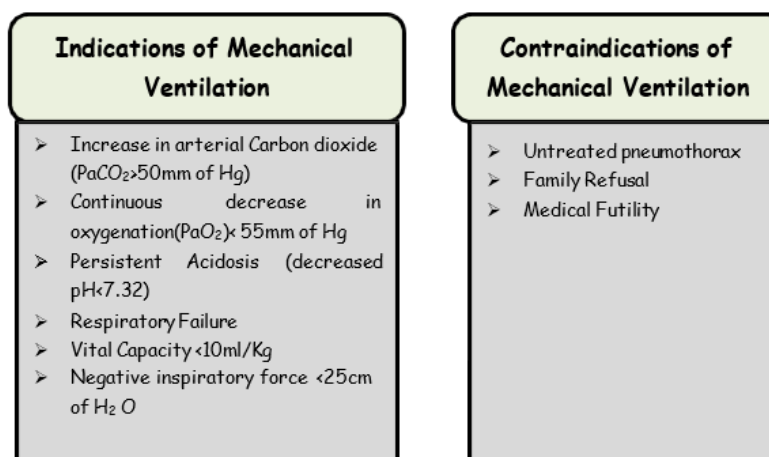 Indications of Mechanical
Ventilation
➢ Increase in arterial Carbon dioxide
(PaCO₂>50mm of Hg)
➢ Continuous decrease in
oxygenation(PaO₂)< 55mm of Hg
➢ Persistent Acidosis (decreased
pH<7.32)
➢ Respiratory Failure
➢ Vital Capacity <10ml/Kg
➢ Negative inspiratory force <25cm
of H₂ O
Contraindications of
Mechanical Ventilation
➢ Untreated pneumothorax
➢ Family Refusal
➢ Medical Futility